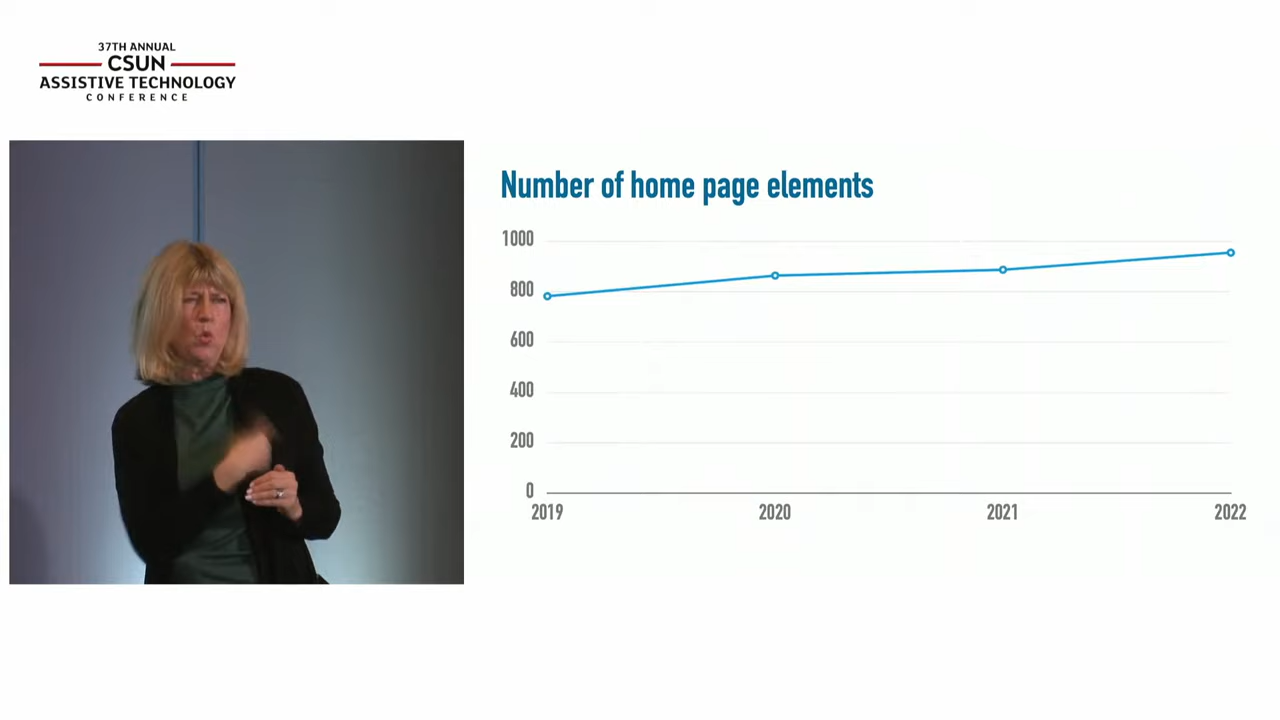 37TH ANNUAL
CSUN
ASSISTIVE TECHNOLOGY
CONFERENCE
Number of home page elements
1000
800
600
400
200
0
2019 2020 2021 2022